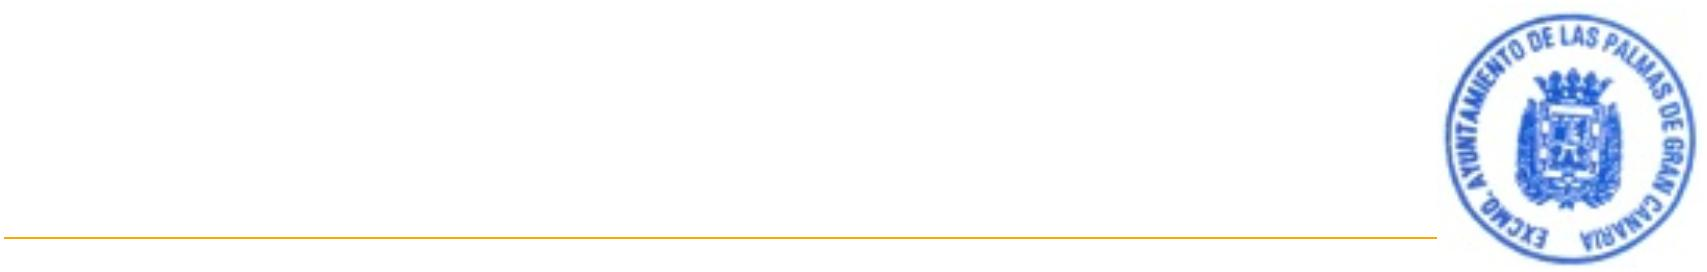 EXCMO. AYUNTAMIENTO DE LAS PALMAS DE GRAN CANARIA